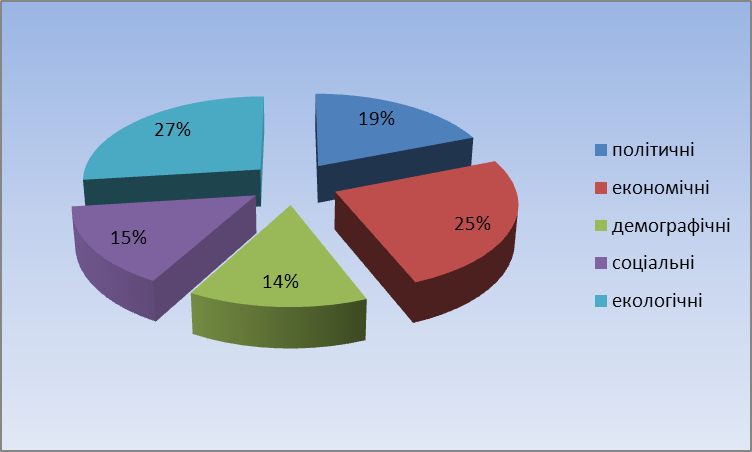 19%
25%
14%
15%
27%
політичні
економічні
демографічні
соціальні
екологічні